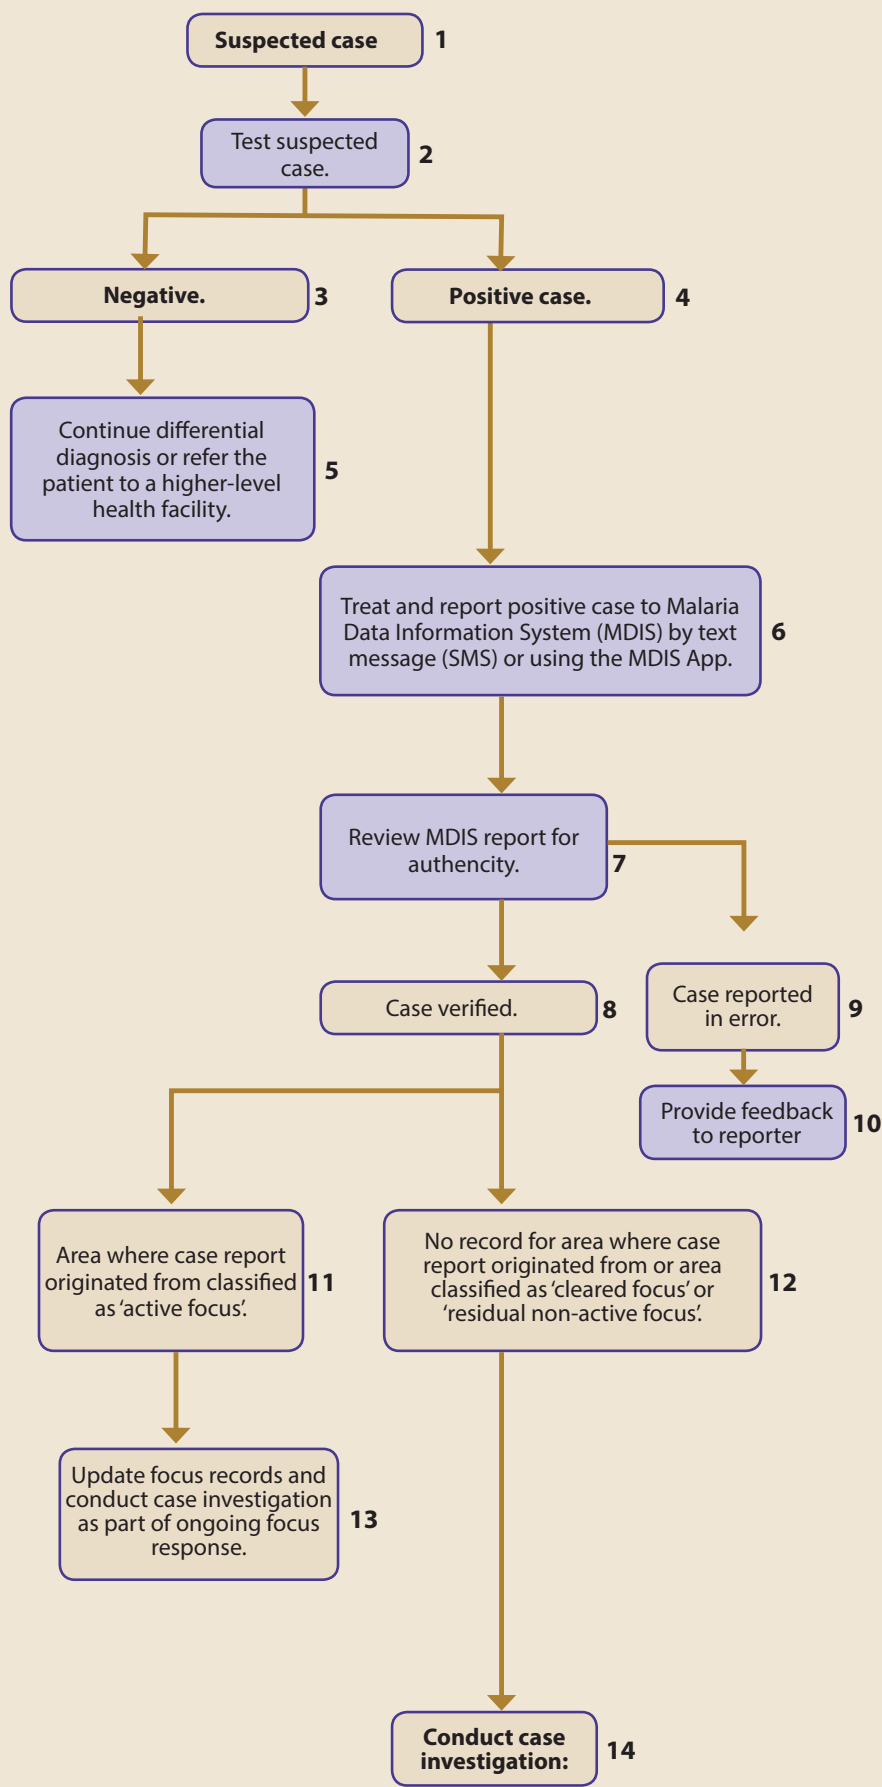 Suspected case 1
Test suspected
case.
2
Negative. 3
Positive case. 4
Continue differential
diagnosis or refer the
patient to a higher-level
health facility.
5
Treat and report positive case to Malaria
Data Information System (MDIS) by text
message (SMS) or using the MDIS App.
6
Review MDIS report for
authencity.
7
Case verified. 8
Case reported
in error.
9
Provide feedback
to reporter
10
Area where case report
originated from classified
as ‘active focus’.
11
No record for area where case
report originated from or area
classified as ‘cleared focus’ or
‘residual non-active focus’.
12
Update focus records and
conduct case investigation
as part of ongoing focus
response.
13
Conduct case
investigation:
14